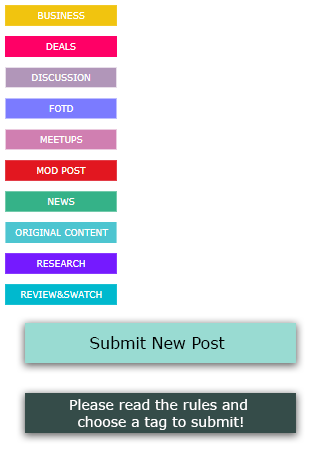 BUSINESS
DEALS
DISCUSSION
FOTD
MEETUPS
MOD POST
NEWS
ORIGINAL CONTENT
RESEARCH
REVIEW&SWATCH
Submit New Post
Please read the rules and
choose a tag to submit!